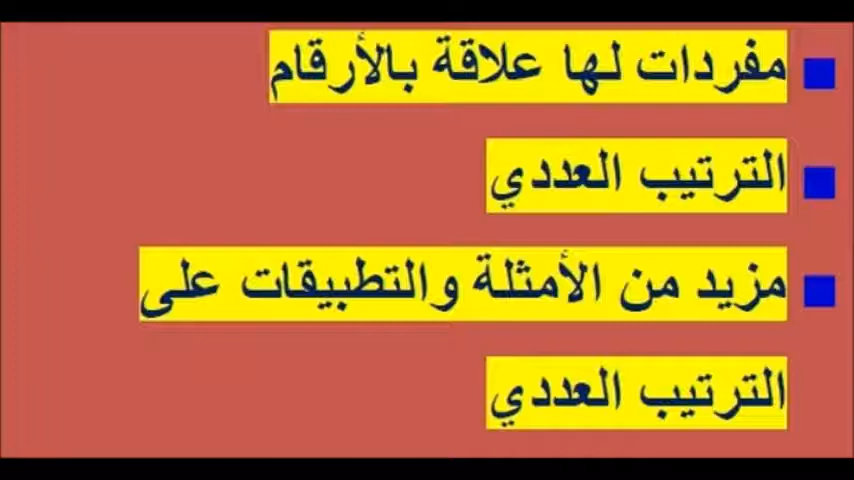 مفردات لها علاقة بالأرقام
الترتيب العددي
مزيد من الأمثلة والتطبيقات على
الترتيب العددي